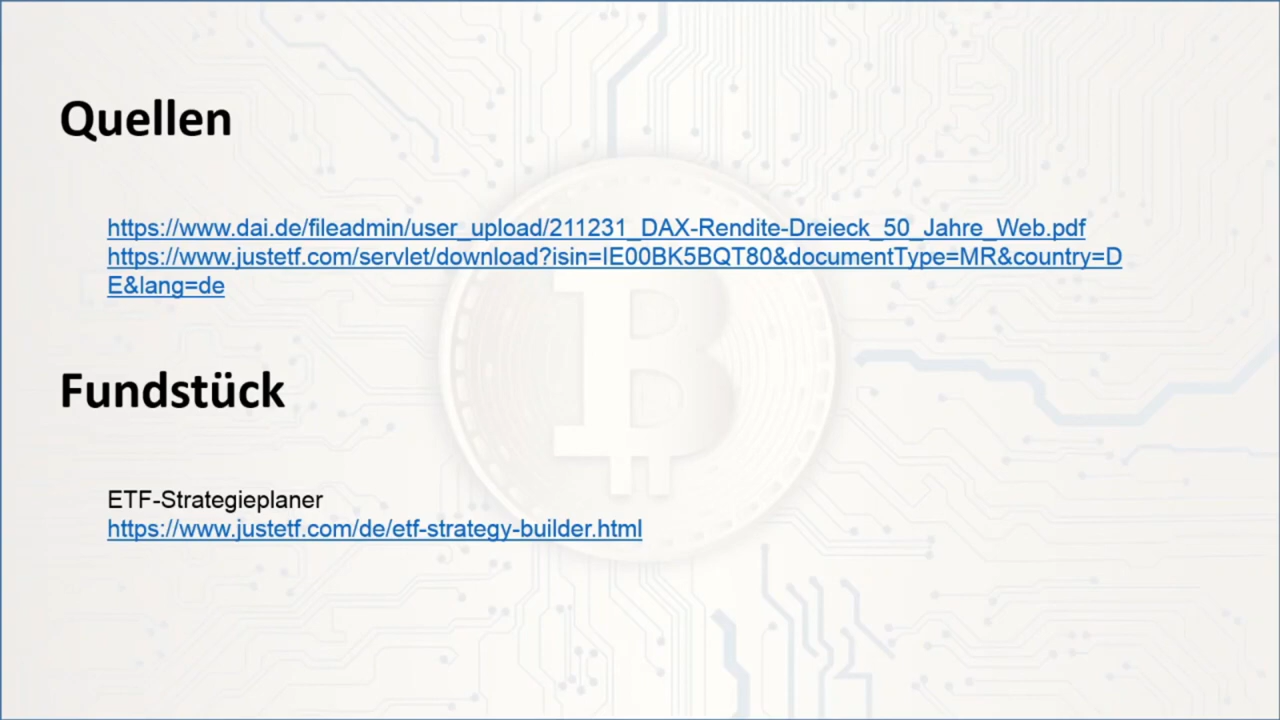 Quellen
https://www.dai.de/fileadmin/user_upload/211231_DAX-Rendite-Dreieck_50_Jahre_Web.pdf
https://www.justetf.com/servlet/download?isin=IE00BK5BQT80&documentType=MR&country=D
E&lang=de
Fundstück
ETF-Strategieplaner
https://www.justetf.com/de/etf-strategy-builder.html